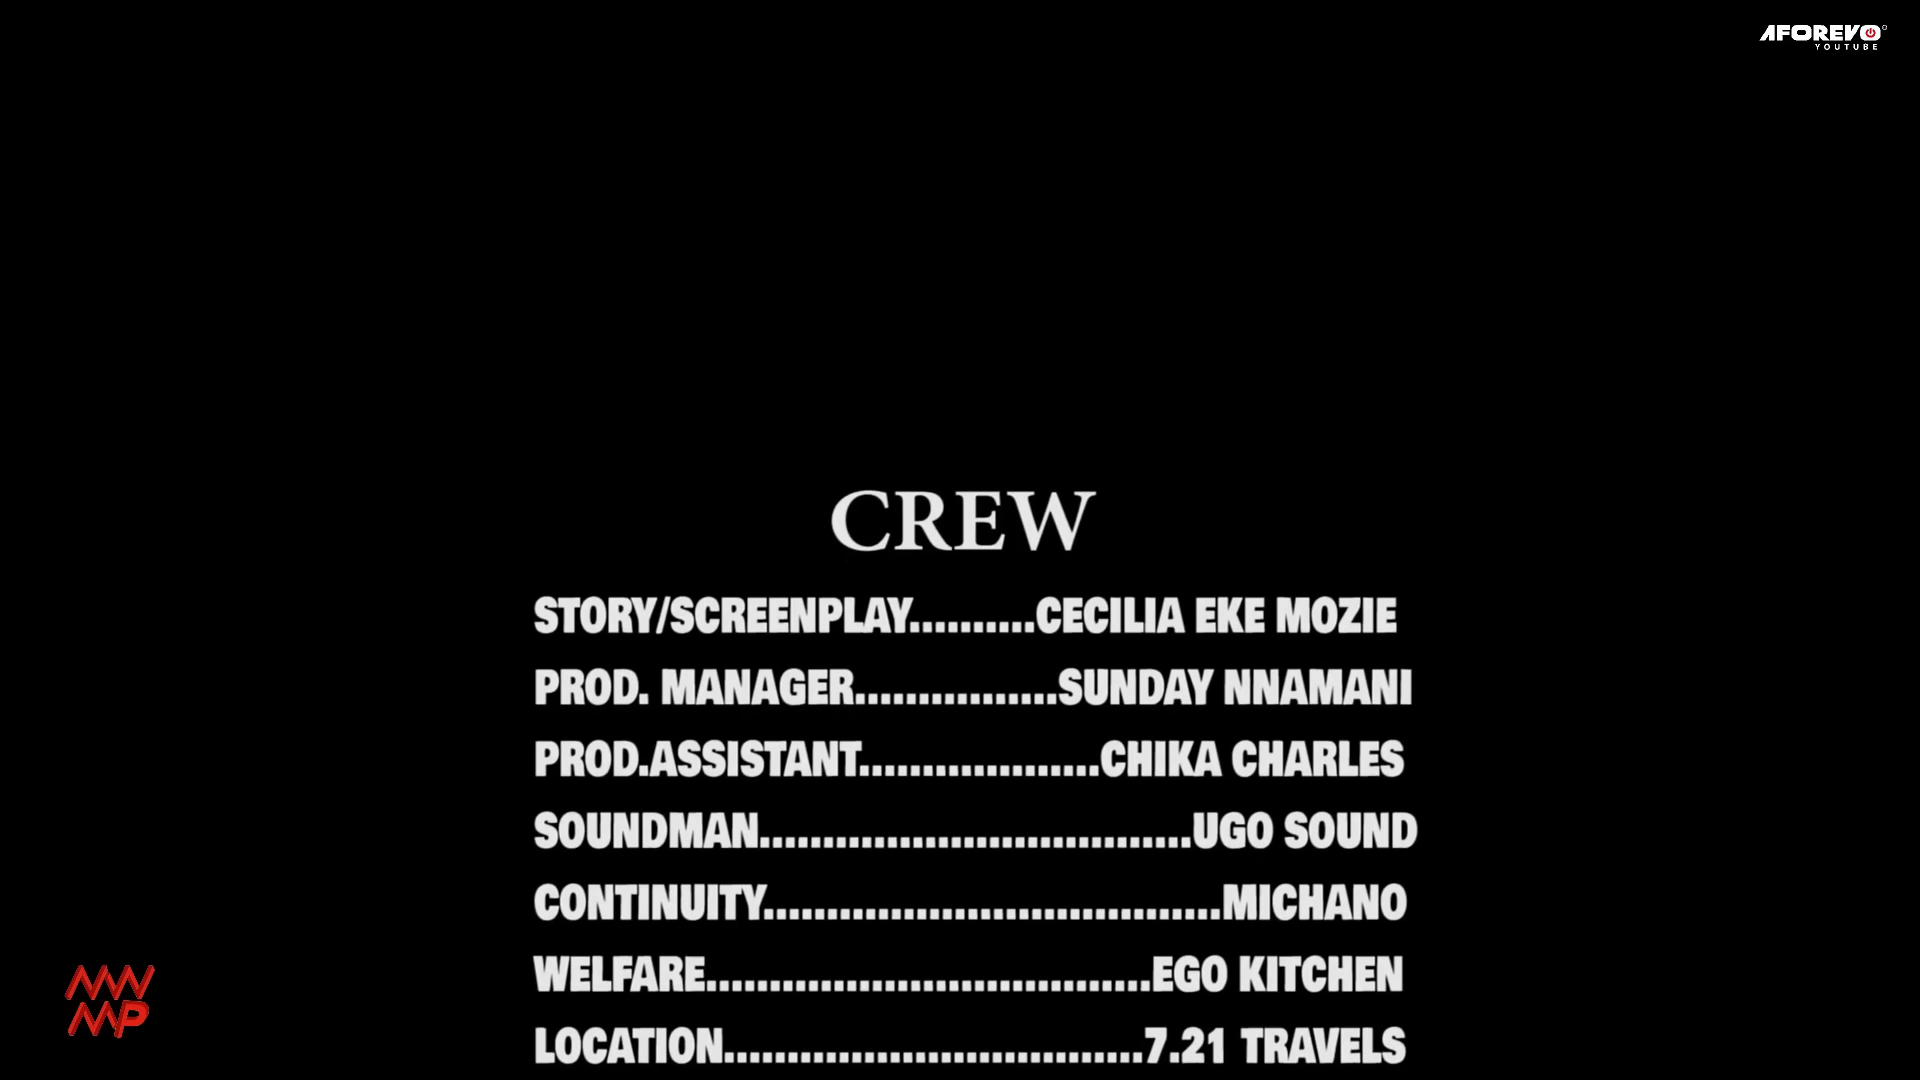 AFOREVO
YOUTUBE
CREW
STORY/SCREENPLAY..........CECILIA EKE MOZIE
PROD. MANAGER................SUNDAY NNAMANI
PROD.ASSISTANT...................CHIKA CHARLES
SOUNDMAN..................................UGO SOUND
CONTINUITY....................................MICHANO
WELFARE...................................EGO KITCHEN
LOCATION.................................7.21 TRAVELS